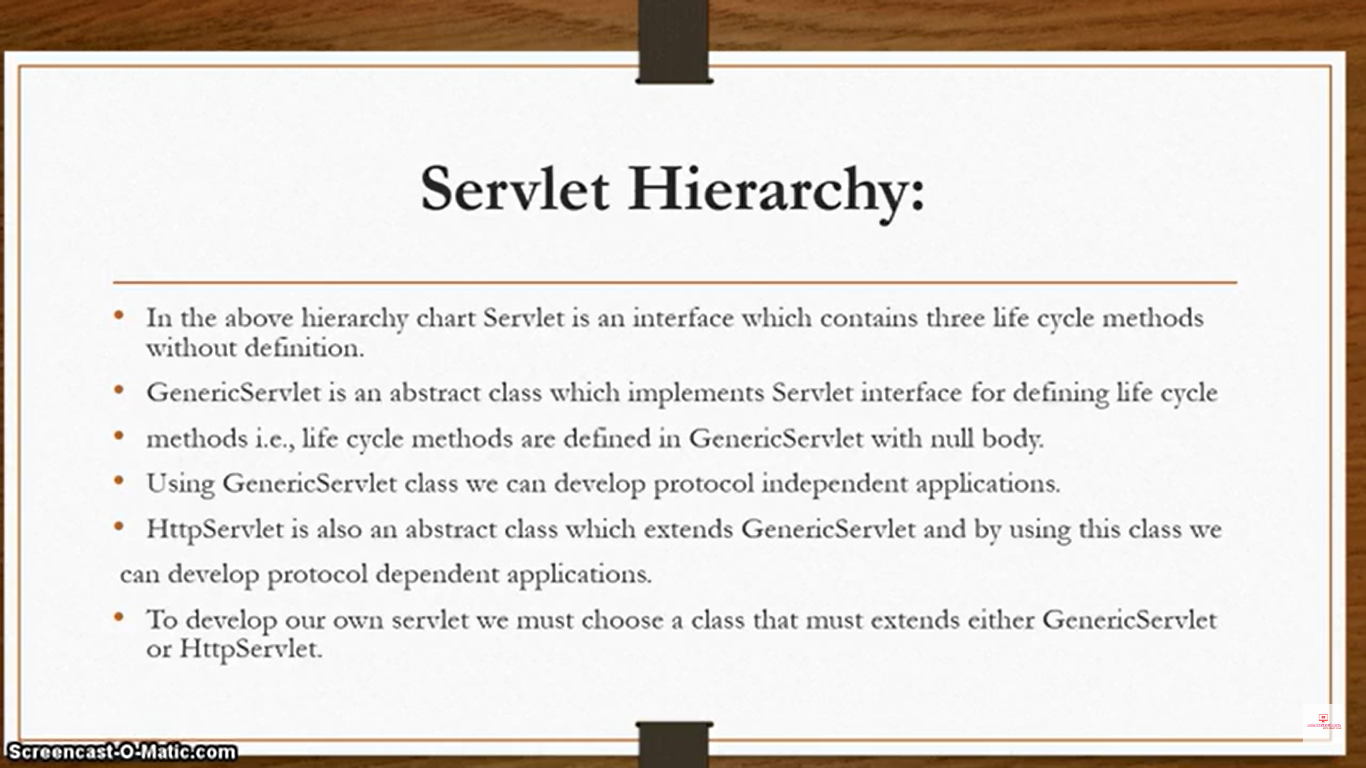 Servlet Hierarchy:
• In the above hierarchy chart Servlet is an interface which contains three life cycle methods
without definition.
• GenericServlet is an abstract class which implements Servlet interface for defining life cycle
• methods i.e., life cycle methods are defined in GenericServlet with null body.
• Using GenericServlet class we can develop protocol independent applications.
• HttpServlet is also an abstract class which extends GenericServlet and by using this class we
can develop protocol dependent applications.
• To develop our own servlet we must choose a class that must extends either GenericServlet
or HttpServlet.
Screencast-O-Matic.com